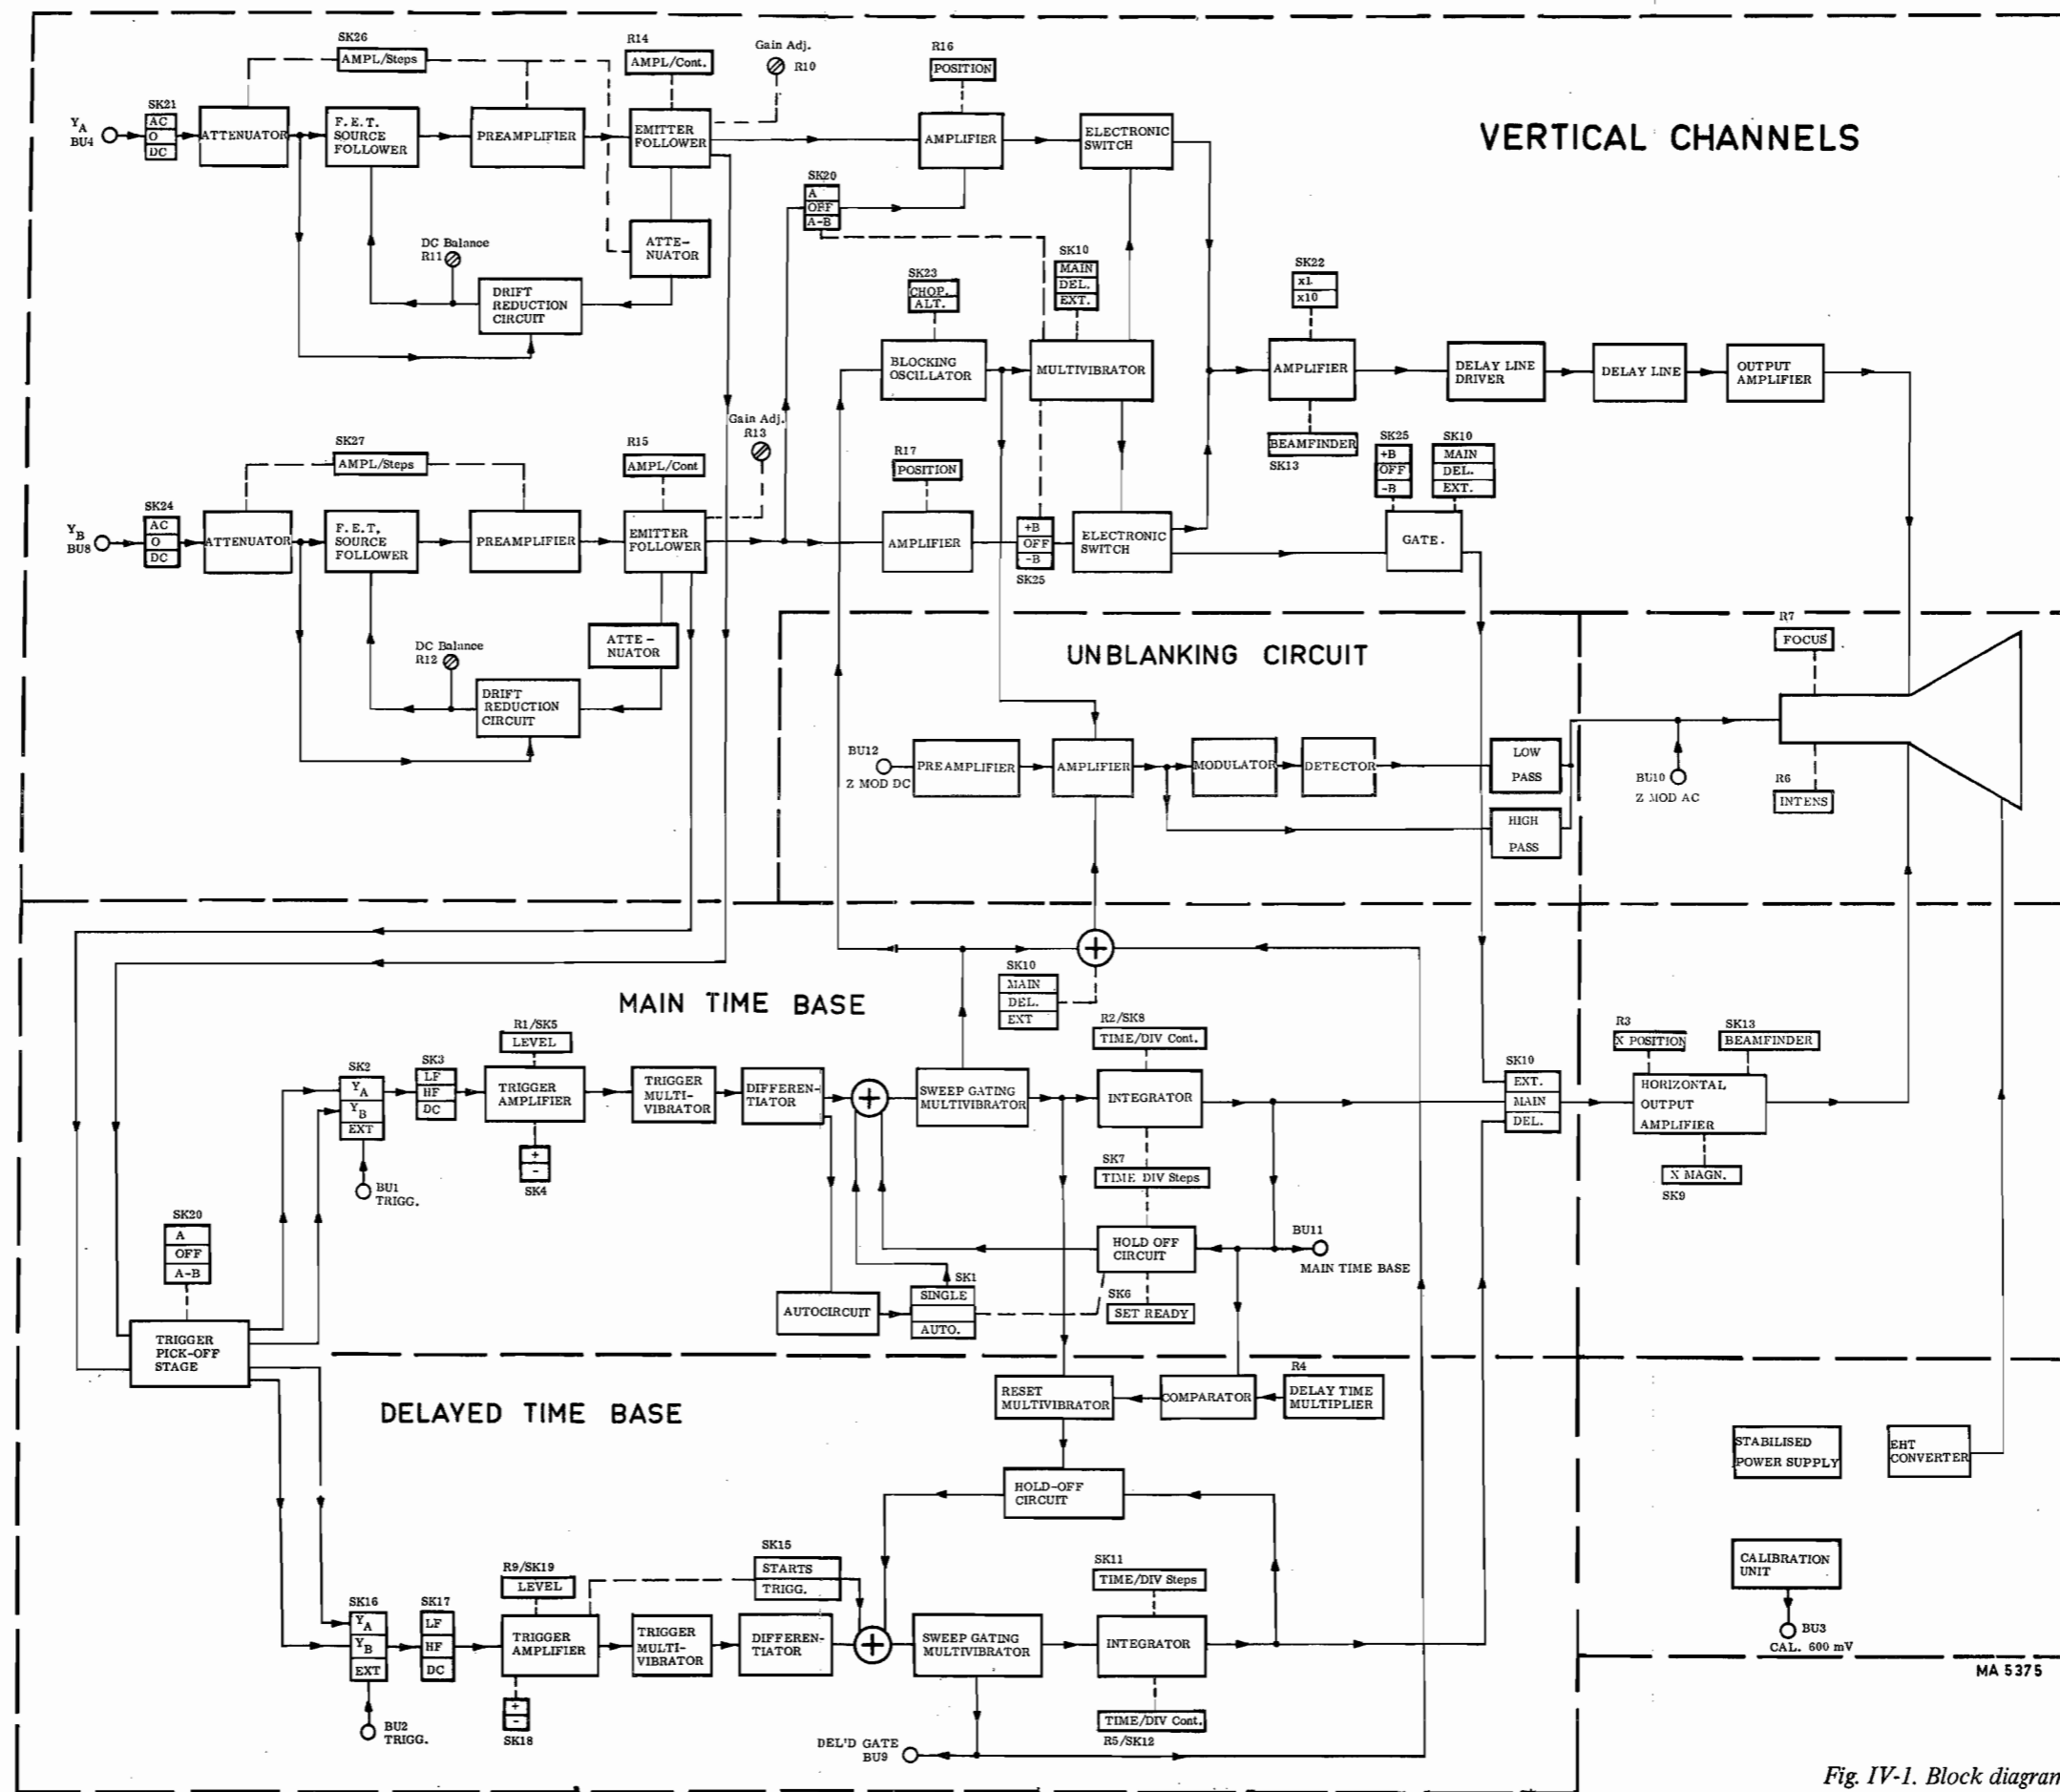 VERTICAL CHANNELS
SK26
AMPL/Steps
R14
AMPL/Cont.
Gain Adj.
R10
R16
POSITION
YA
BU4
SK21
AC
O
DC
ATTENUATOR
F.E.T.
SOURCE
FOLLOWER
PREAMPLIFIER
EMITTER
FOLLOWER
AMPLIFIER
ELECTRONIC
SWITCH
SK20
A
OFF
A-B
ATTE-
NUATOR
DC Balance
R11
DRIFT
REDUCTION
CIRCUIT
SK23
CHOP.
ALT.
SK10
MAIN
DEL.
EXT.
SK22
x1
x10
BLOCKING
OSCILLATOR
MULTIVIBRATOR
AMPLIFIER
DELAY LINE
DRIVER
DELAY LINE
OUTPUT
AMPLIFIER
BEAMFINDER
SK13
SK25
+B
OFF
-B
SK10
MAIN
DEL.
EXT.
GATE.
SK27
AMPL/Steps
R15
AMPL/Cont
Gain Adj.
R13
R17
POSITION
YB
BU8
SK24
AC
O
DC
ATTENUATOR
F.E.T.
SOURCE
FOLLOWER
PREAMPLIFIER
EMITTER
FOLLOWER
AMPLIFIER
+B
OFF
-B
SK25
ELECTRONIC
SWITCH
ATTE-
NUATOR
DC Balance
R12
DRIFT
REDUCTION
CIRCUIT
UNBLANKING CIRCUIT
BU12
Z MOD DC
PREAMPLIFIER
AMPLIFIER
MODULATOR
DETECTOR
LOW
PASS
HIGH
PASS
R7
FOCUS
BU10
Z MOD AC
R6
INTENS
MAIN TIME BASE
SK10
MAIN
DEL.
EXT
R2/SK8
TIME/DIV Cont.
R1/SK5
LEVEL
SK2
YA
YB
EXT
SK3
LF
HF
DC
TRIGGER
AMPLIFIER
TRIGGER
MULTI-
VIBRATOR
DIFFEREN-
TIATOR
SWEEP GATING
MULTIVIBRATOR
INTEGRATOR
SK10
EXT.
MAIN
DEL.
R3
X POSITION
SK13
BEAMFINDER
HORIZONTAL
OUTPUT
AMPLIFIER
X MAGN.
SK9
BU1
TRIGG.
+
-
SK4
SK7
TIME DIV Steps
SK20
A
OFF
A-B
HOLD OFF
CIRCUIT
BU11
MAIN TIME BASE
SK6
SET READY
AUTOCIRCUIT
SK1
SINGLE
AUTO.
TRIGGER
PICK-OFF
STAGE
DELAYED TIME BASE
RESET
MULTIVIBRATOR
COMPARATOR
R4
DELAY TIME
MULTIPLIER
HOLD-OFF
CIRCUIT
STABILISED
POWER SUPPLY
EHT
CONVERTER
CALIBRATION
UNIT
BU3
CAL. 600 mV
MA 5375
SK16
YA
YB
EXT
SK17
LF
HF
DC
R9/SK19
LEVEL
TRIGGER
AMPLIFIER
+
-
SK18
TRIGGER
MULTI-
VIBRATOR
SK15
STARTS
TRIGG.
DIFFEREN-
TIATOR
SWEEP GATING
MULTIVIBRATOR
SK11
TIME/DIV Steps
INTEGRATOR
TIME/DIV Cont.
R5/SK12
BU2
TRIGG.
DEL'D GATE
BU9
Fig. IV-1. Block diagran